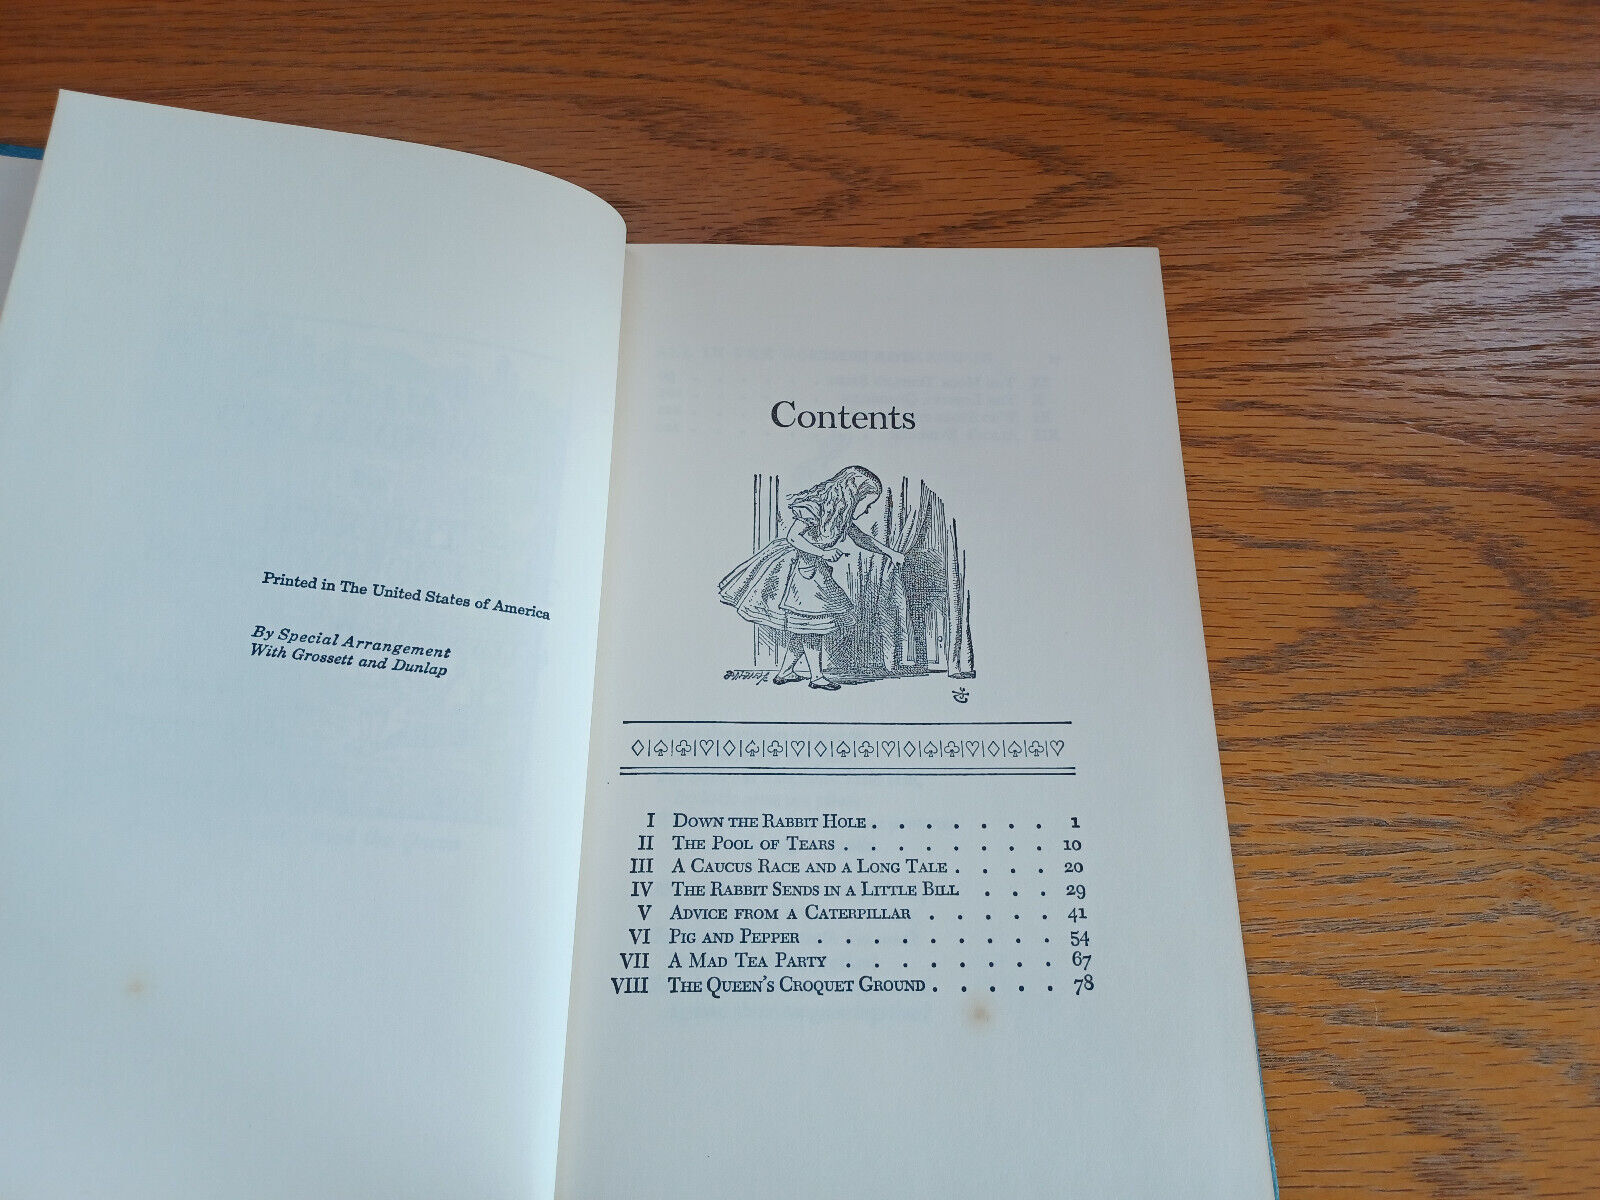 Printed in The United States of America
By Special Arrangement
With Grossett and Dunlap
Contents
I DOWN THE RABBIT HOLE . . . . . . . 1
II THE POOL OF TEARS . . . . . . . . 10
III A CAUCUS RACE AND A LONG TALE . . . . 20
IV THE RABBIT SENDS IN A LITTLE BILL . . . 29
V ADVICE FROM A CATERPILLAR . . . . . 41
VI PIG AND PEPPER . . . . . . . . . 54
VII A MAD TEA PARTY . . . . . . . . 67
VIII THE QUEEN'S CROQUET GROUND . . . . . 78